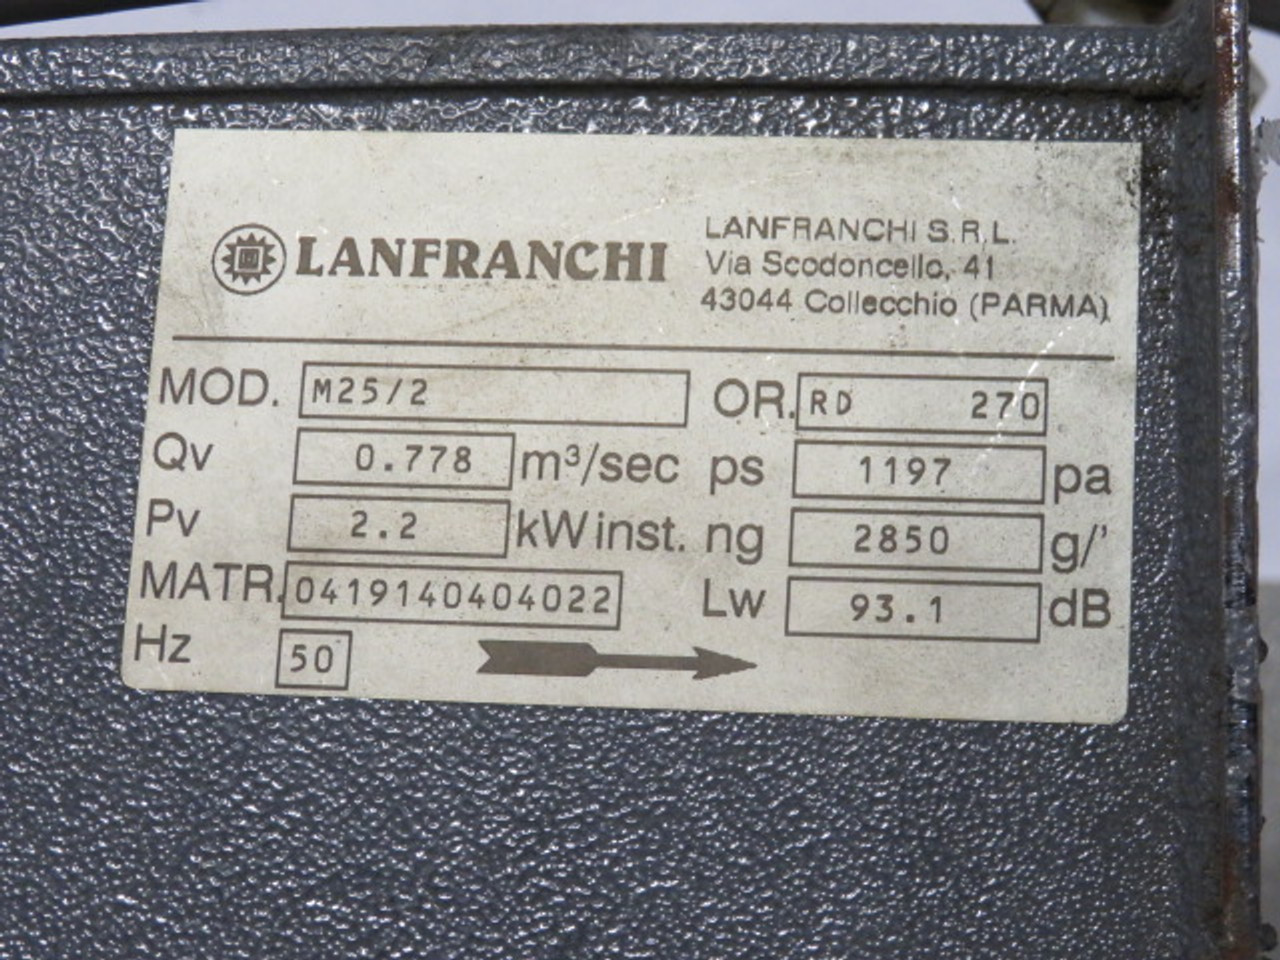 LANFRANCHI
LANFRANCHI S.R.L.
Via Scodoncello, 41
43044 Collecchio (PARMA)
MOD. M25/2 OR. RD 270
Qv 0.778 m³/sec ps 1197 pa
Pv 2.2 kW inst. ng 2850 g/'
MATR. 0419140404022 Lw 93.1 dB
Hz 50